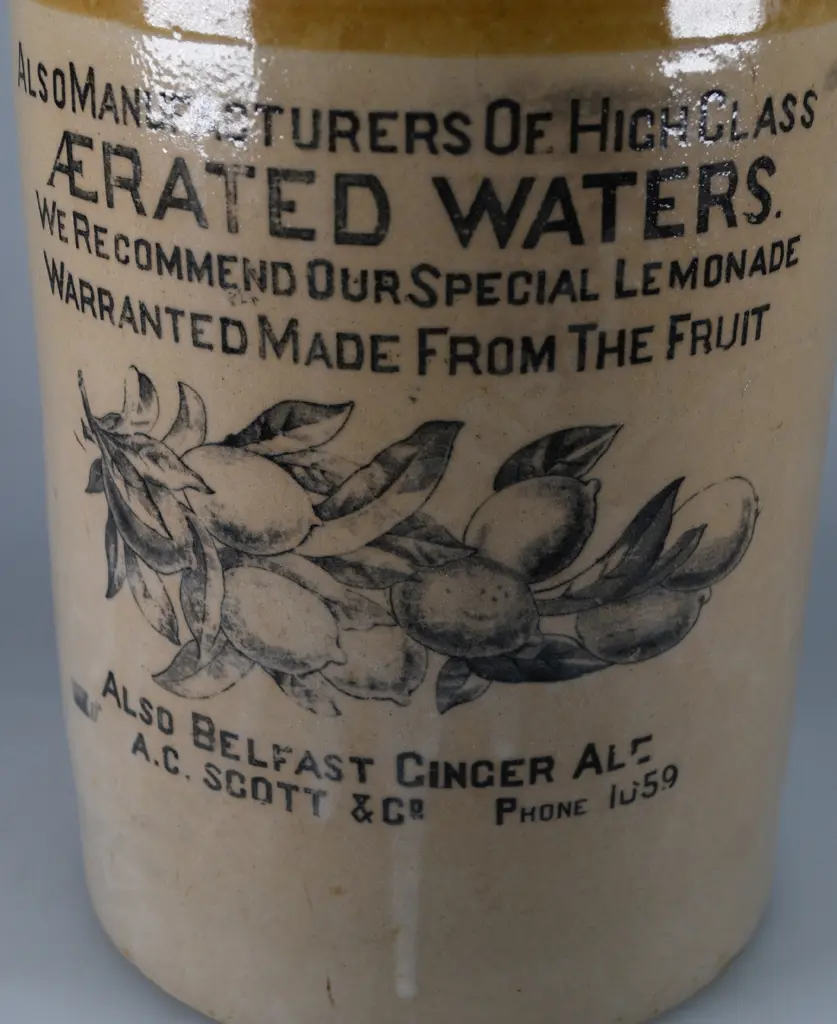 Also Manufacturers Of High Class
Ærated Waters.
We Recommend Our Special Lemonade
Warranted Made From The Fruit
Also Belfast Ginger Ale
A.C. Scott & Co Phone 1059